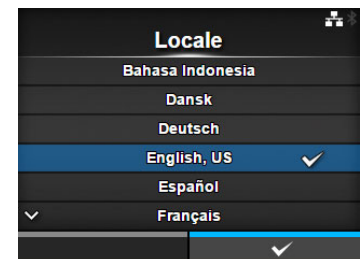 Locale
Bahasa Indonesia
Dansk
Deutsch
English, US
Español
Français